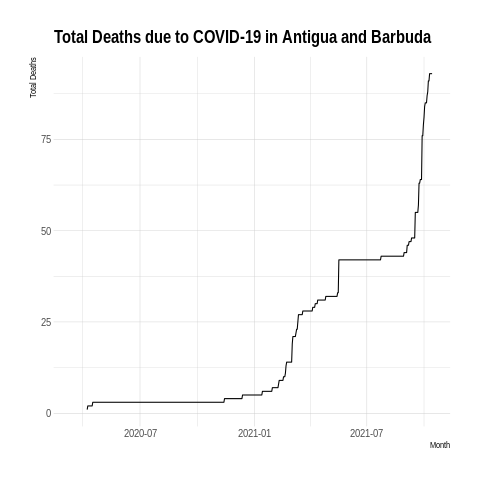 Total Deaths due to COVID-19 in Antigua and Barbuda
Total Deaths
75
50
25
0
2020-07
2021-01
2021-07
Month